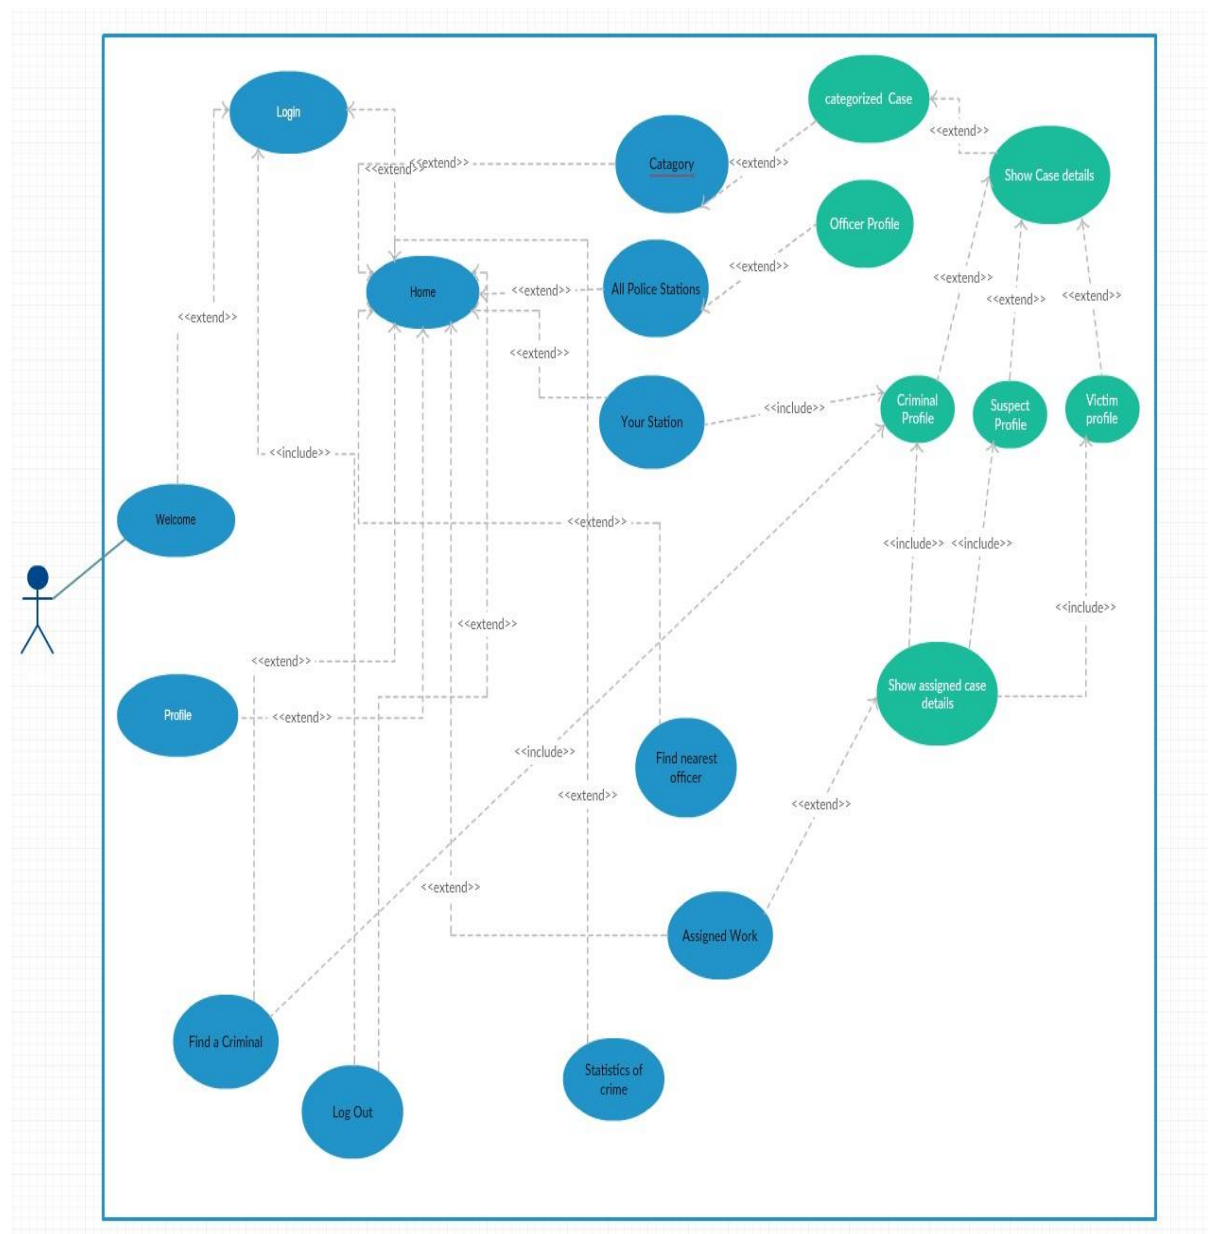 Login
categorized  Case
<<extend>>
<<extend>>
<<extend>>
Catagory
<<extend>>
Show Case details
Officer Profile
<<extend>>
<<extend>>
Home
<<extend>>
All Police Stations
<<extend>>
<<extend>>
<<extend>>
<<extend>>
<<extend>>
Your Station
<<include>>
Criminal
Profile
Suspect
Profile
Victim
profile
<<include>>
Welcome
<<extend>>
<<include>>
<<include>>
<<include>>
<<extend>>
<<extend>>
Profile
<<extend>>
Show assigned case
details
<<include>>
Find nearest
officer
<<extend>>
<<extend>>
<<extend>>
Assigned Work
Find a Criminal
Log Out
Statistics of
crime